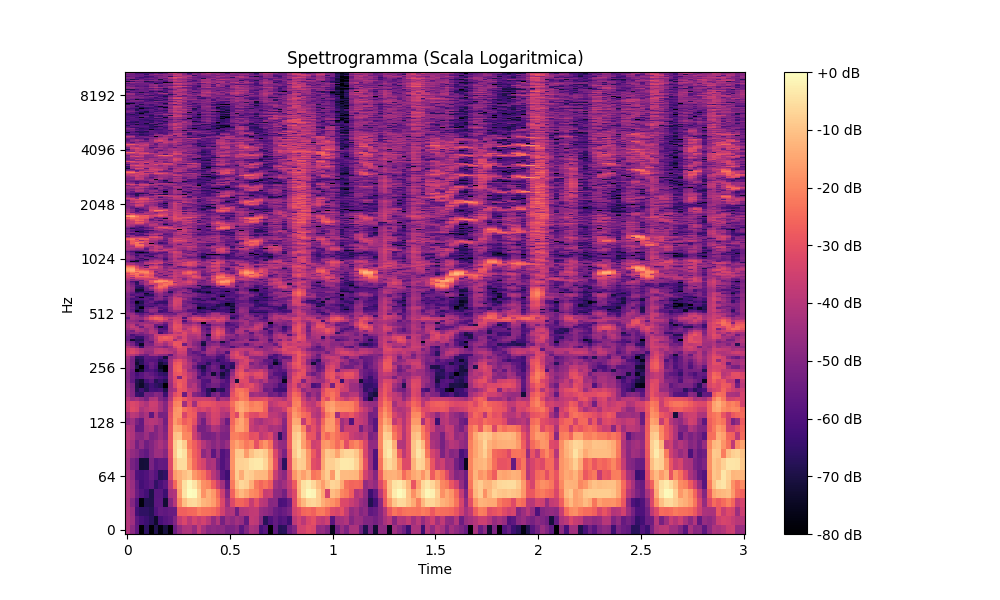 Spettrogramma (Scala Logaritmica)
Hz
8192
4096
2048
1024
512
256
128
64
0
0
0.5
1
1.5
2
2.5
3
Time
+0 dB
-10 dB
-20 dB
-30 dB
-40 dB
-50 dB
-60 dB
-70 dB
-80 dB